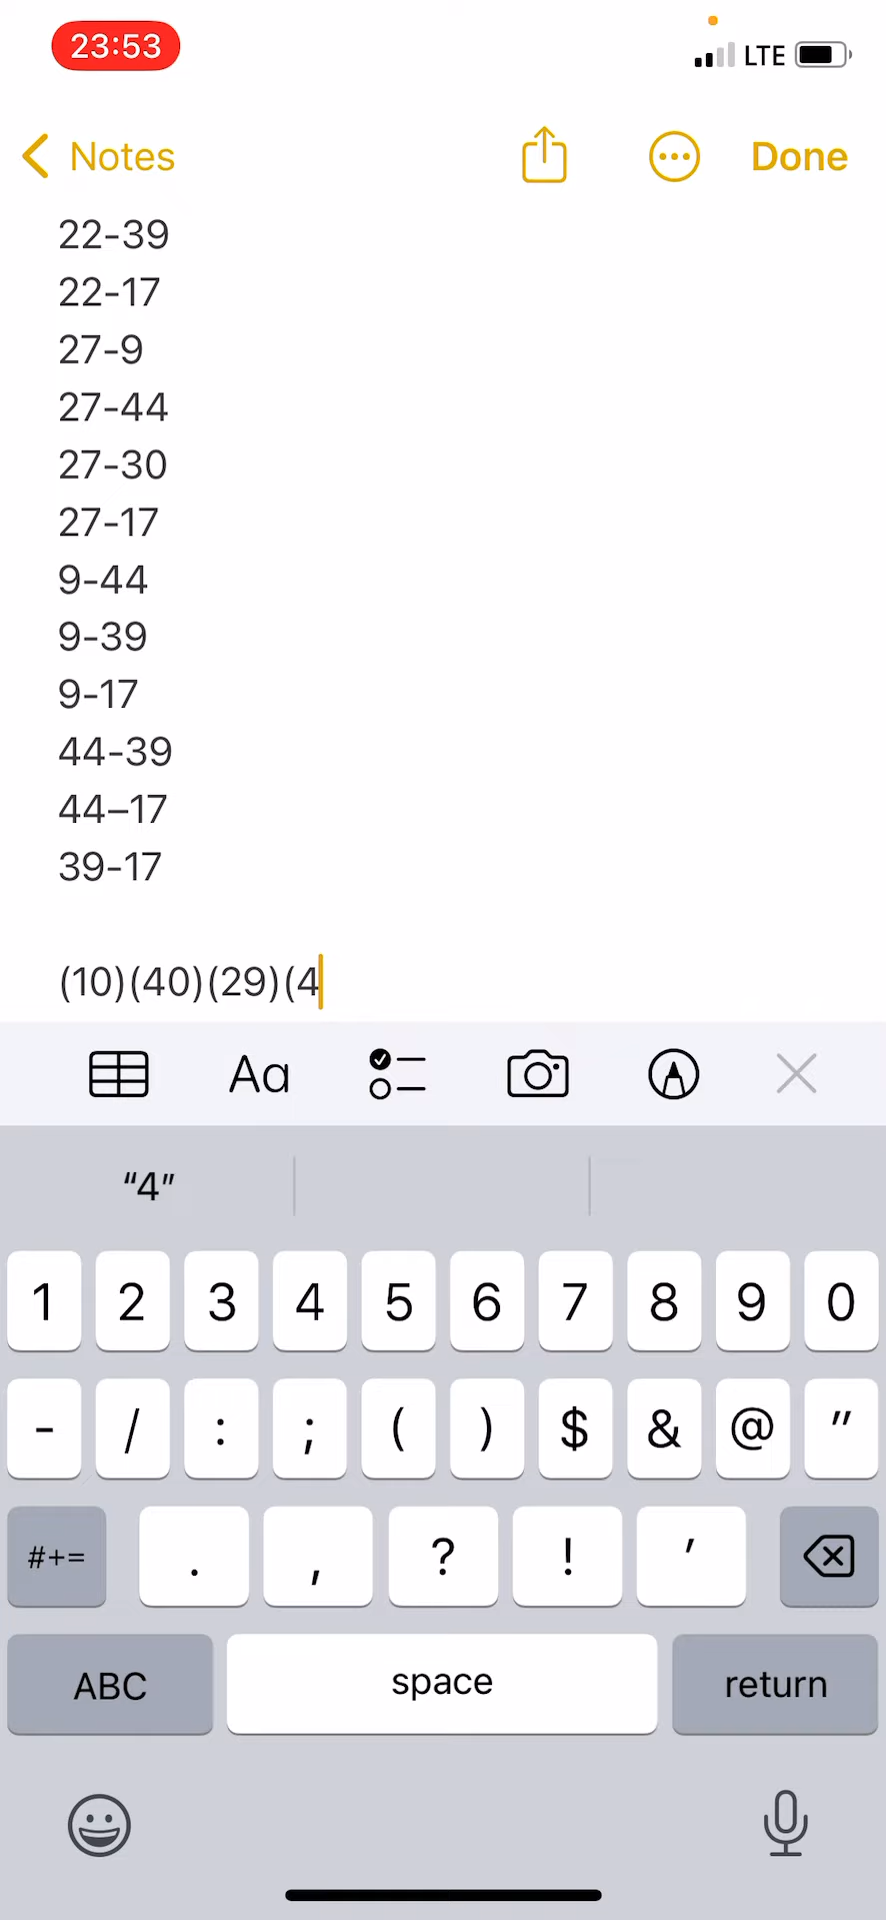 23:53 LTE
Notes Done
22-39
22-17
27-9
27-44
27-30
27-17
9-44
9-39
9-17
44-39
44–17
39-17
(10)(40)(29)(4
Aa
“4”
1 2 3 4 5 6 7 8 9 0
- / : ; ( ) $ & @ "
#+= . , ? ! '
ABC space return